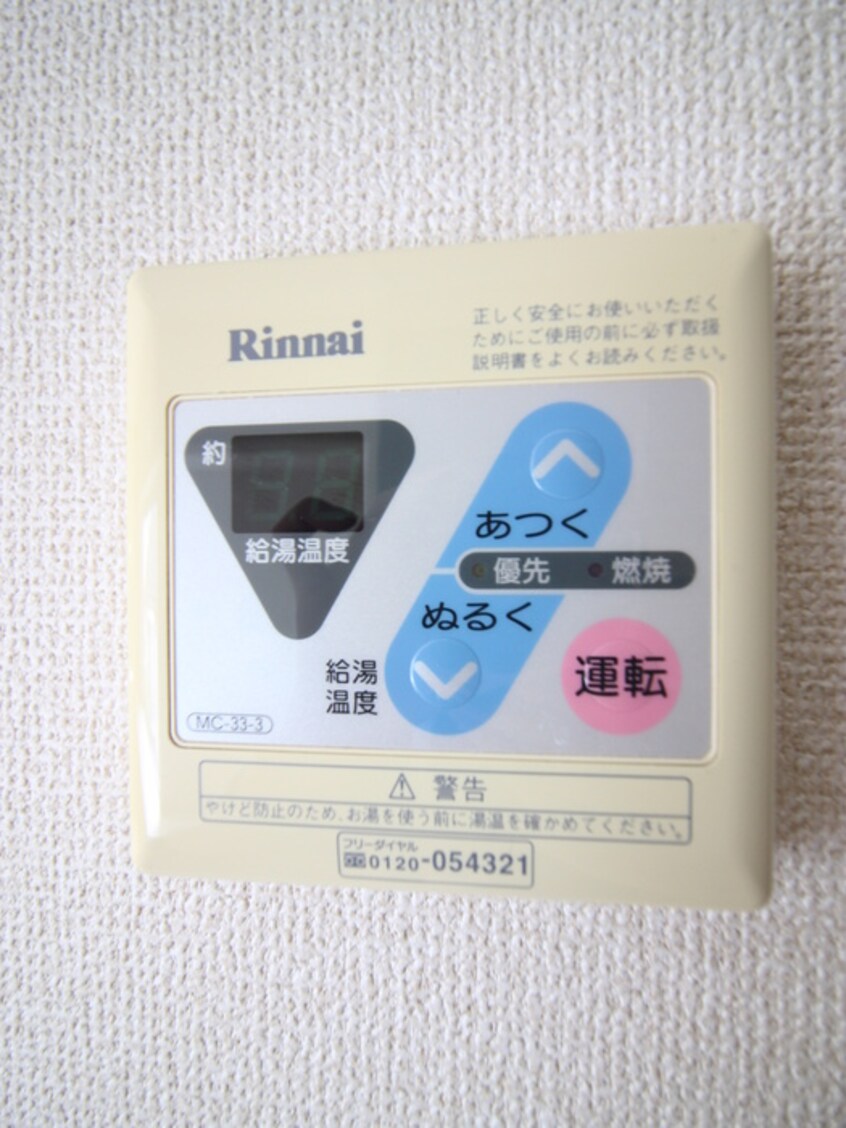 Rinnai
正しく安全にお使いいただく
ためにご使用の前に必ず取扱
説明書をよくお読みください。
約
給湯温度
あつく
優先 燃焼
ぬるく
給湯
温度
運転
MC-33-3
⚠ 警告
やけど防止のため、お湯を使う前に湯温を確かめてください。
フリーダイヤル
0120-054321